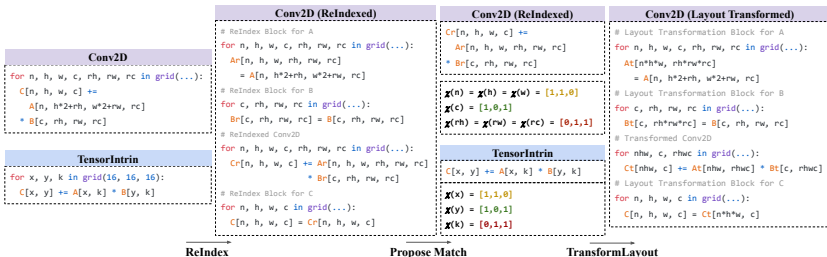 Conv2D
for n, h, w, c, rh, rw, rc in grid(...):
C[n, h, w, c] +=
A[n, h*2+rh, w*2+rw, rc]
* B[c, rh, rw, rc]
TensorIntrin
for x, y, k in grid(16, 16, 16):
C[x, y] += A[x, k] * B[y, k]
Conv2D (ReIndexed)
# ReIndex Block for A
for n, h, w, c, rh, rw, rc in grid(...):
Ar[n, h, w, rh, rw, rc]
= A[n, h*2+rh, w*2+rw, rc]
# ReIndex Block for B
for c, rh, rw, rc in grid(...):
Br[c, rh, rw, rc] = B[c, rh, rw, rc]
# ReIndexed Conv2D
for n, h, w, c, rh, rw, rc in grid(...):
Cr[n, h, w, c] += Ar[n, h, w, rh, rw, rc]
* Br[c, rh, rw, rc]
# ReIndex Block for C
for n, h, w, c in grid(...):
C[n, h, w, c] = Cr[n, h, w, c]
Conv2D (ReIndexed)
Cr[n, h, w, c] +=
Ar[n, h, w, rh, rw, rc]
* Br[c, rh, rw, rc]
χ(n) = χ(h) = χ(w) = [1,1,0]
χ(c) = [1,0,1]
χ(rh) = χ(rw) = χ(rc) = [0,1,1]
TensorIntrin
C[x, y] += A[x, k] * B[y, k]
χ(x) = [1,1,0]
χ(y) = [1,0,1]
χ(k) = [0,1,1]
Conv2D (Layout Transformed)
# Layout Transformation Block for A
for n, h, w, c, rh, rw, rc in grid(...):
At[n*h*w, rh*rw*rc]
= A[n, h*2+rh, w*2+rw, rc]
# Layout Transformation Block for B
for c, rh, rw, rc in grid(...):
Bt[c, rh*rw*rc] = B[c, rh, rw, rc]
# Transformed Conv2D
for nhw, c, rhwc in grid(...):
Ct[nhw, c] += At[nhw, rhwc] * Bt[c, rhwc]
# Layout Transformation Block for C
for n, h, w, c in grid(...):
C[n, h, w, c] = Ct[n*h*w, c]
ReIndex
Propose Match
TransformLayout